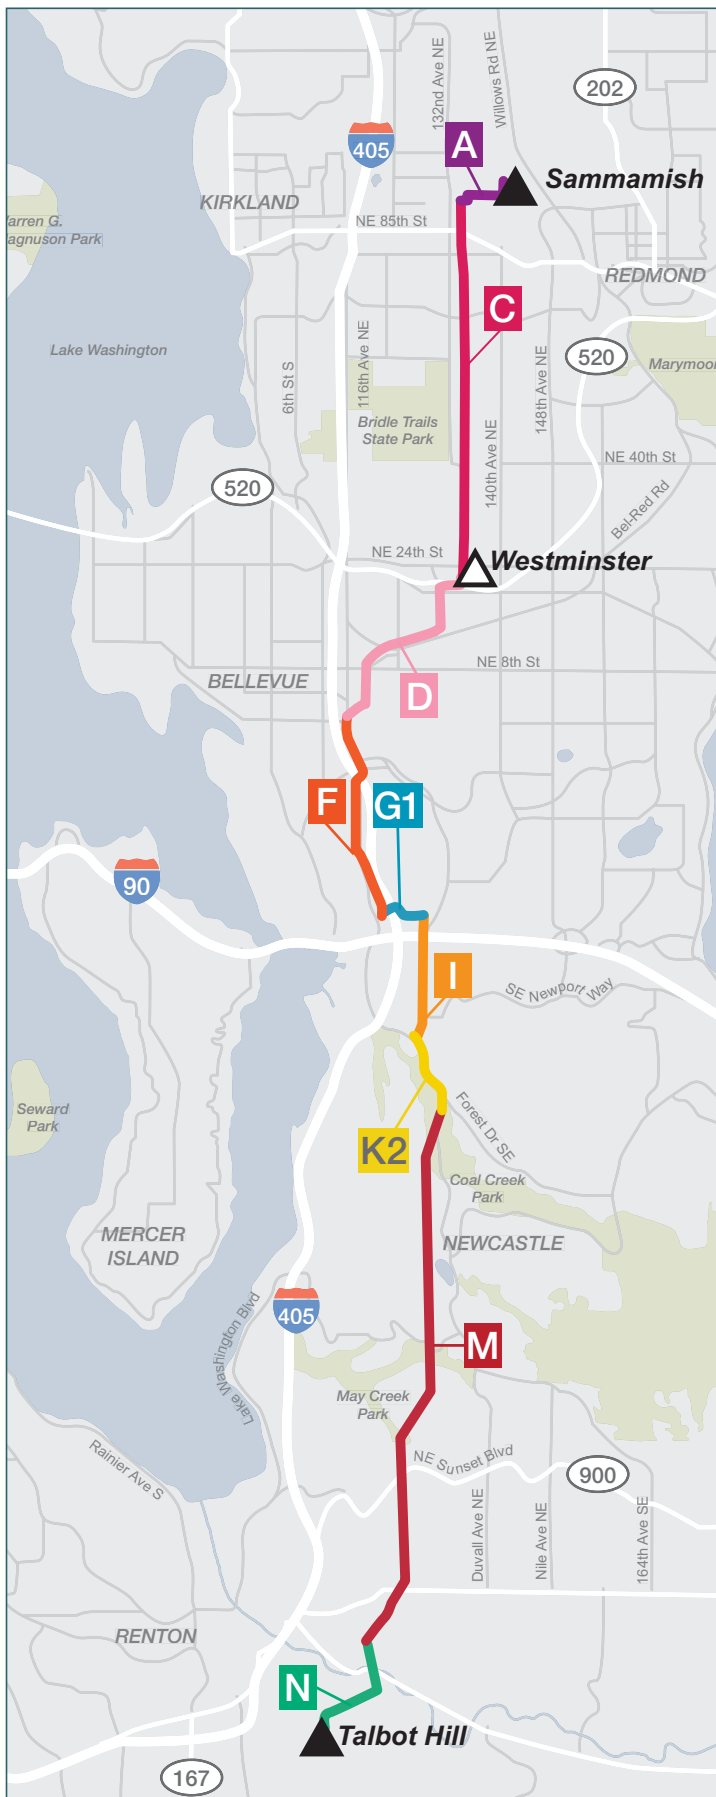 132nd Ave NE
Willows Rd NE
202
405
A
Sammamish
KIRKLAND
Warren G.
Magnuson Park
NE 85th St
REDMOND
C
Lake Washington
116th Ave NE
6th St S
148th Ave NE
520
Marymoor
Bridle Trails
State Park
140th Ave NE
NE 40th St
520
Bel-Red Rd
NE 24th St
Westminster
NE 8th St
BELLEVUE
D
F
G1
90
I
SE Newport Way
Seward
Park
Forest Dr SE
K2
Coal Creek
Park
MERCER
ISLAND
NEWCASTLE
405
Lake Washington Blvd
M
May Creek
Park
Rainier Ave S
NE Sunset Blvd
900
Duvall Ave NE
Nile Ave NE
164th Ave SE
RENTON
N
Talbot Hill
167